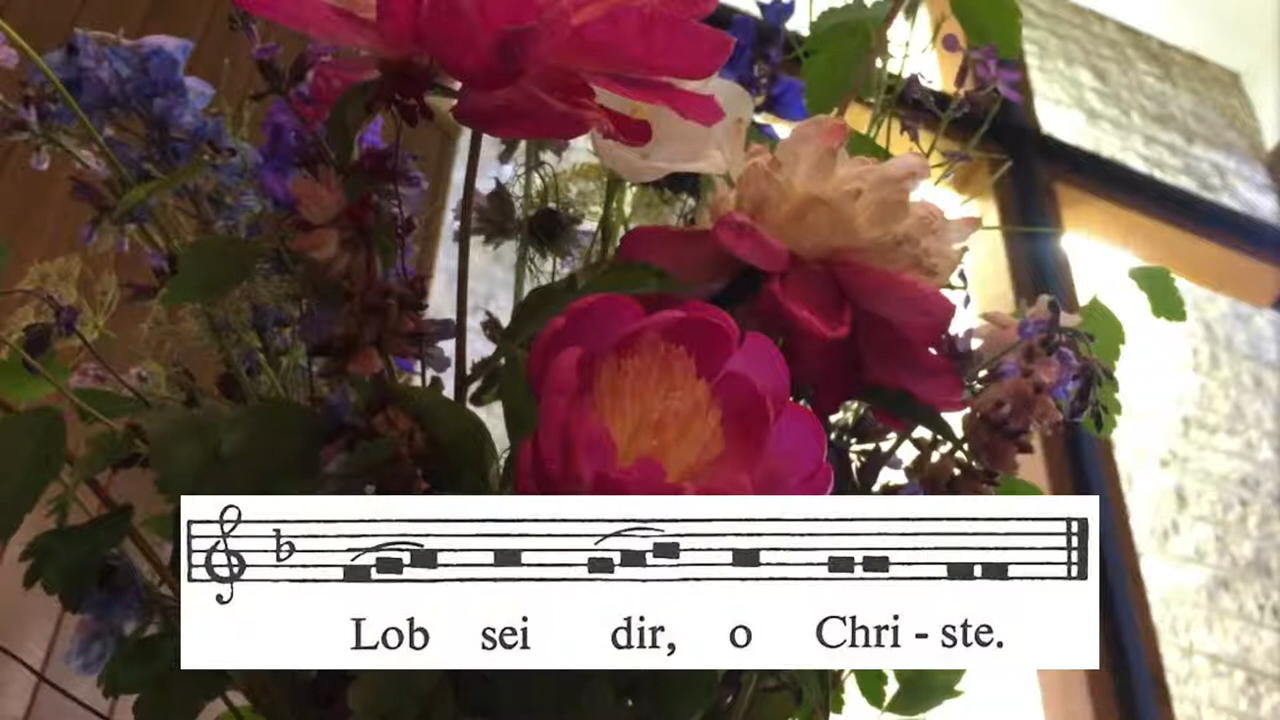 Lob sei dir, o Chri - ste.